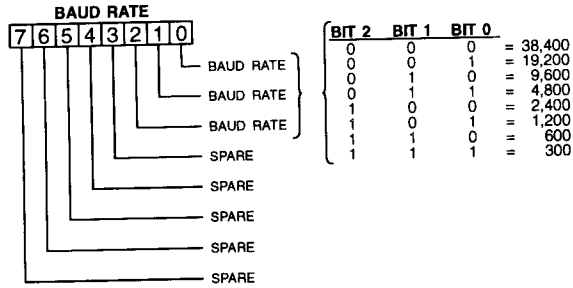 BAUD RATE
7 6 5 4 3 2 1 0
BAUD RATE
BAUD RATE
BAUD RATE
SPARE
SPARE
SPARE
SPARE
SPARE
BIT 2 BIT 1 BIT 0
0 0 0 = 38,400
0 0 1 = 19,200
0 1 0 = 9,600
0 1 1 = 4,800
1 0 0 = 2,400
1 0 1 = 1,200
1 1 0 = 600
1 1 1 = 300